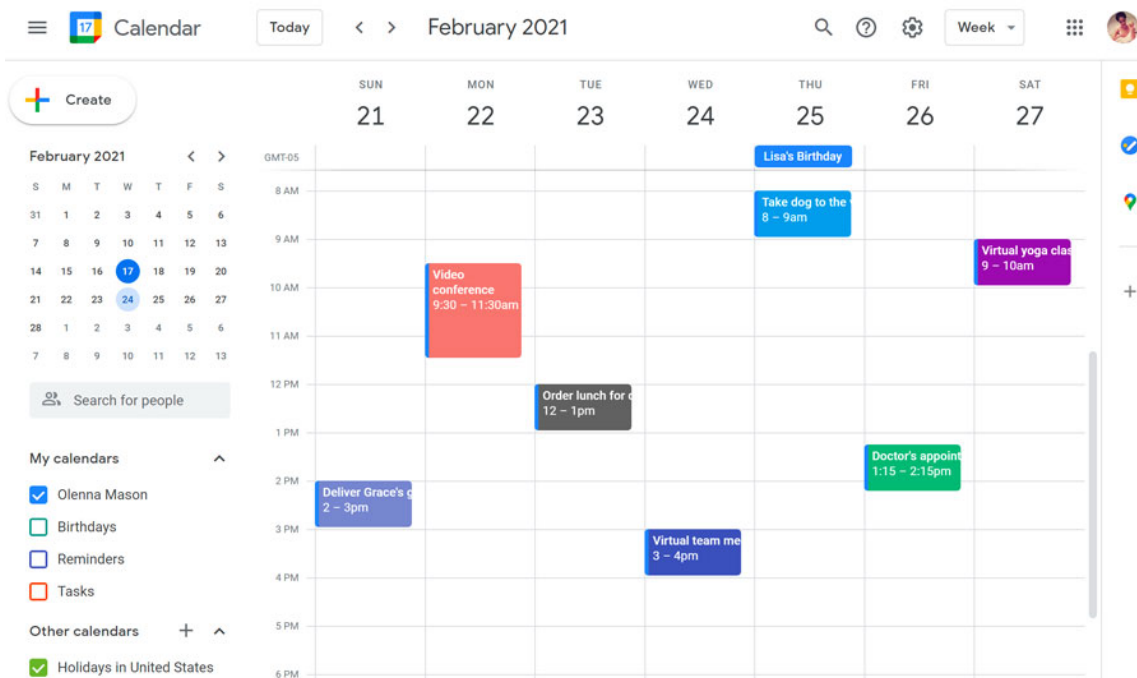 17 Calendar Today February 2021 Week
Create
SUN MON TUE WED THU FRI SAT
21 22 23 24 25 26 27
February 2021
S M T W T F S
31 1 2 3 4 5 6
7 8 9 10 11 12 13
14 15 16 17 18 19 20
21 22 23 24 25 26 27
28 1 2 3 4 5 6
7 8 9 10 11 12 13
Search for people
My calendars
Olenna Mason
Birthdays
Reminders
Tasks
Other calendars
Holidays in United States
GMT-05
Lisa's Birthday
8 AM
Take dog to the
8 – 9am
9 AM
Virtual yoga clas
9 – 10am
Video
conference
9:30 – 11:30am
10 AM
11 AM
12 PM
Order lunch for
12 – 1pm
1 PM
Doctor's appoint
1:15 – 2:15pm
2 PM
Deliver Grace's
2 – 3pm
3 PM
Virtual team me
3 – 4pm
4 PM
5 PM
6 PM